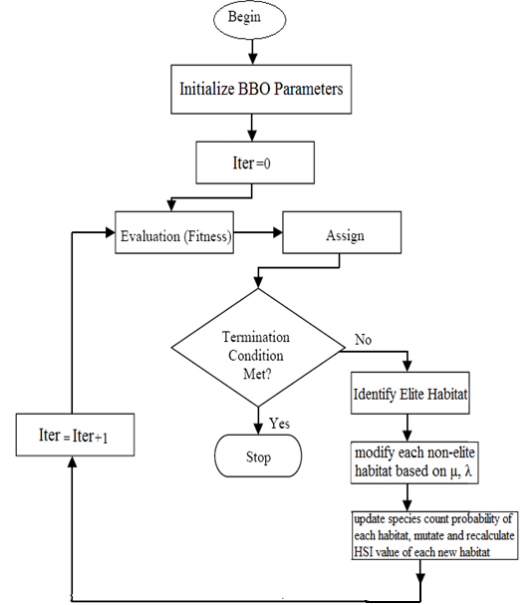 Begin
Initialize BBO Parameters
Iter =0
Evaluation (Fitness)
Assign
Termination
Condition
Met?
No
Yes
Stop
Identify Elite Habitat
modify each non-elite
habitat based on μ, λ
update species count probability of
each habitat, mutate and recalculate
HSI value of each new habitat
Iter = Iter+1